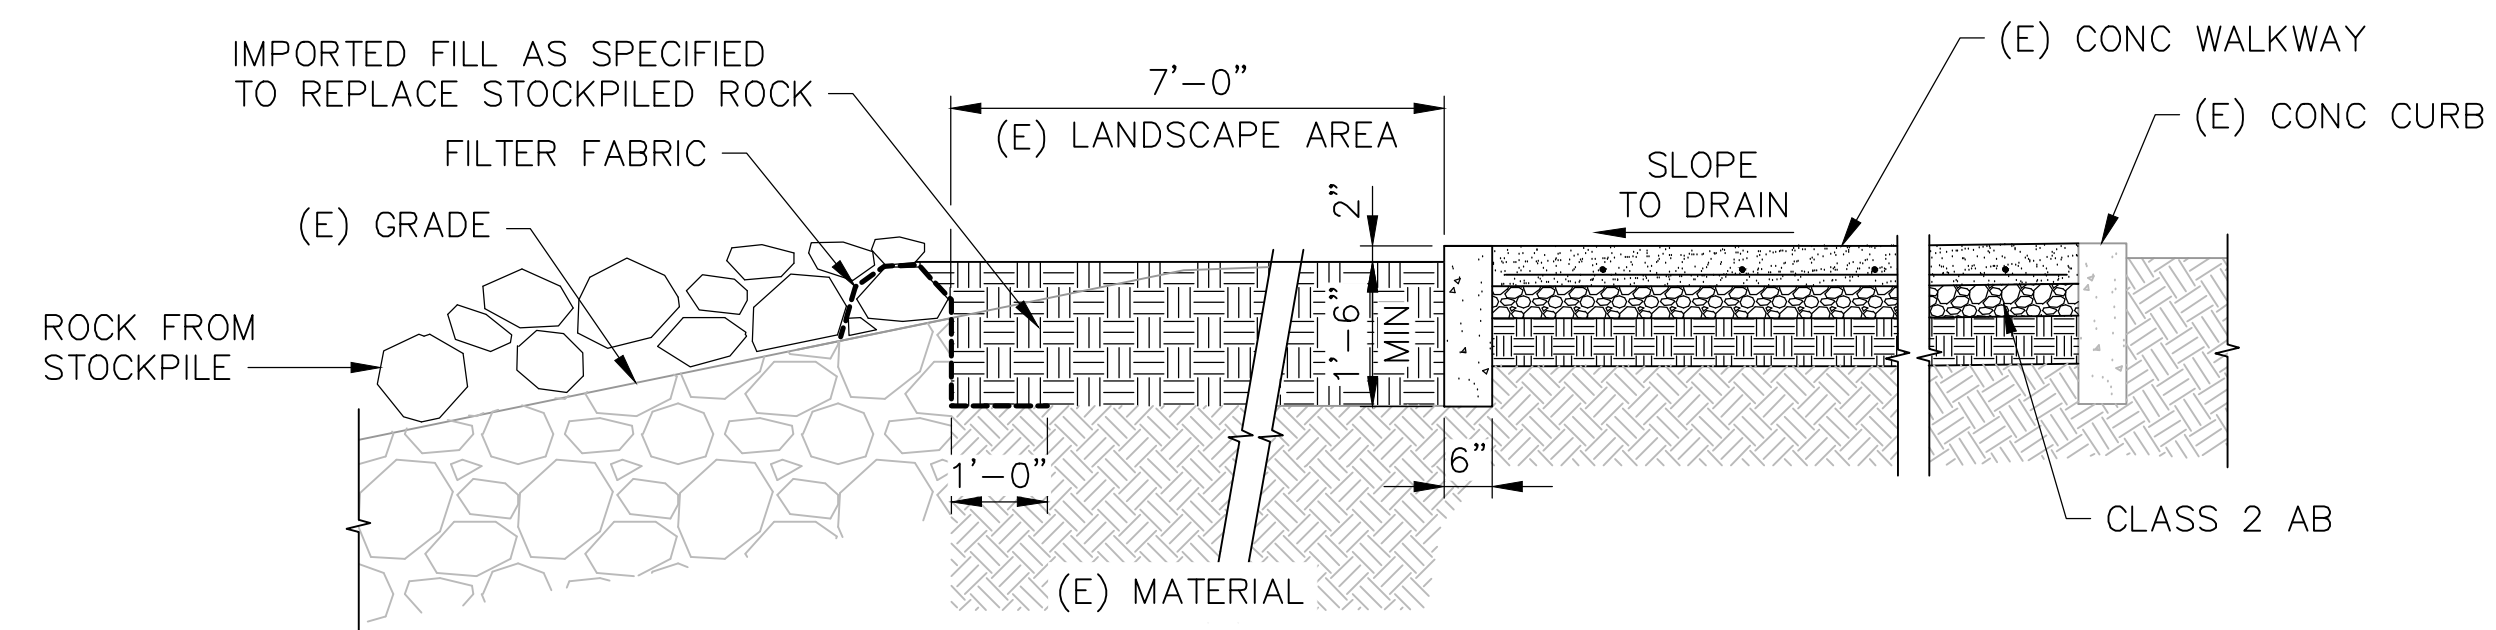 IMPORTED FILL AS SPECIFIED
TO REPLACE STOCKPILED ROCK
FILTER FABRIC
(E) GRADE
ROCK FROM
STOCKPILE
7'-0"
(E) LANDSCAPE AREA
2"
1'-6"
MIN
SLOPE
TO DRAIN
(E) CONC WALKWAY
(E) CONC CURB
1'-0"
6"
CLASS 2 AB
(E) MATERIAL